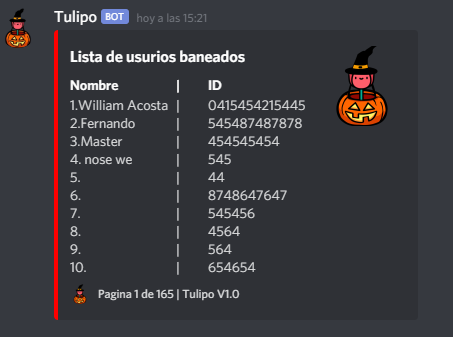 Tulipo BOT hoy a las 15:21
Lista de usurios baneados
Nombre | ID
1.William Acosta | 0415454215445
2.Fernando | 545487487878
3.Master | 454545454
4. nose we | 545
5. | 44
6. | 8748647647
7. | 545456
8. | 4564
9. | 564
10. | 654654
Pagina 1 de 165 | Tulipo V1.0